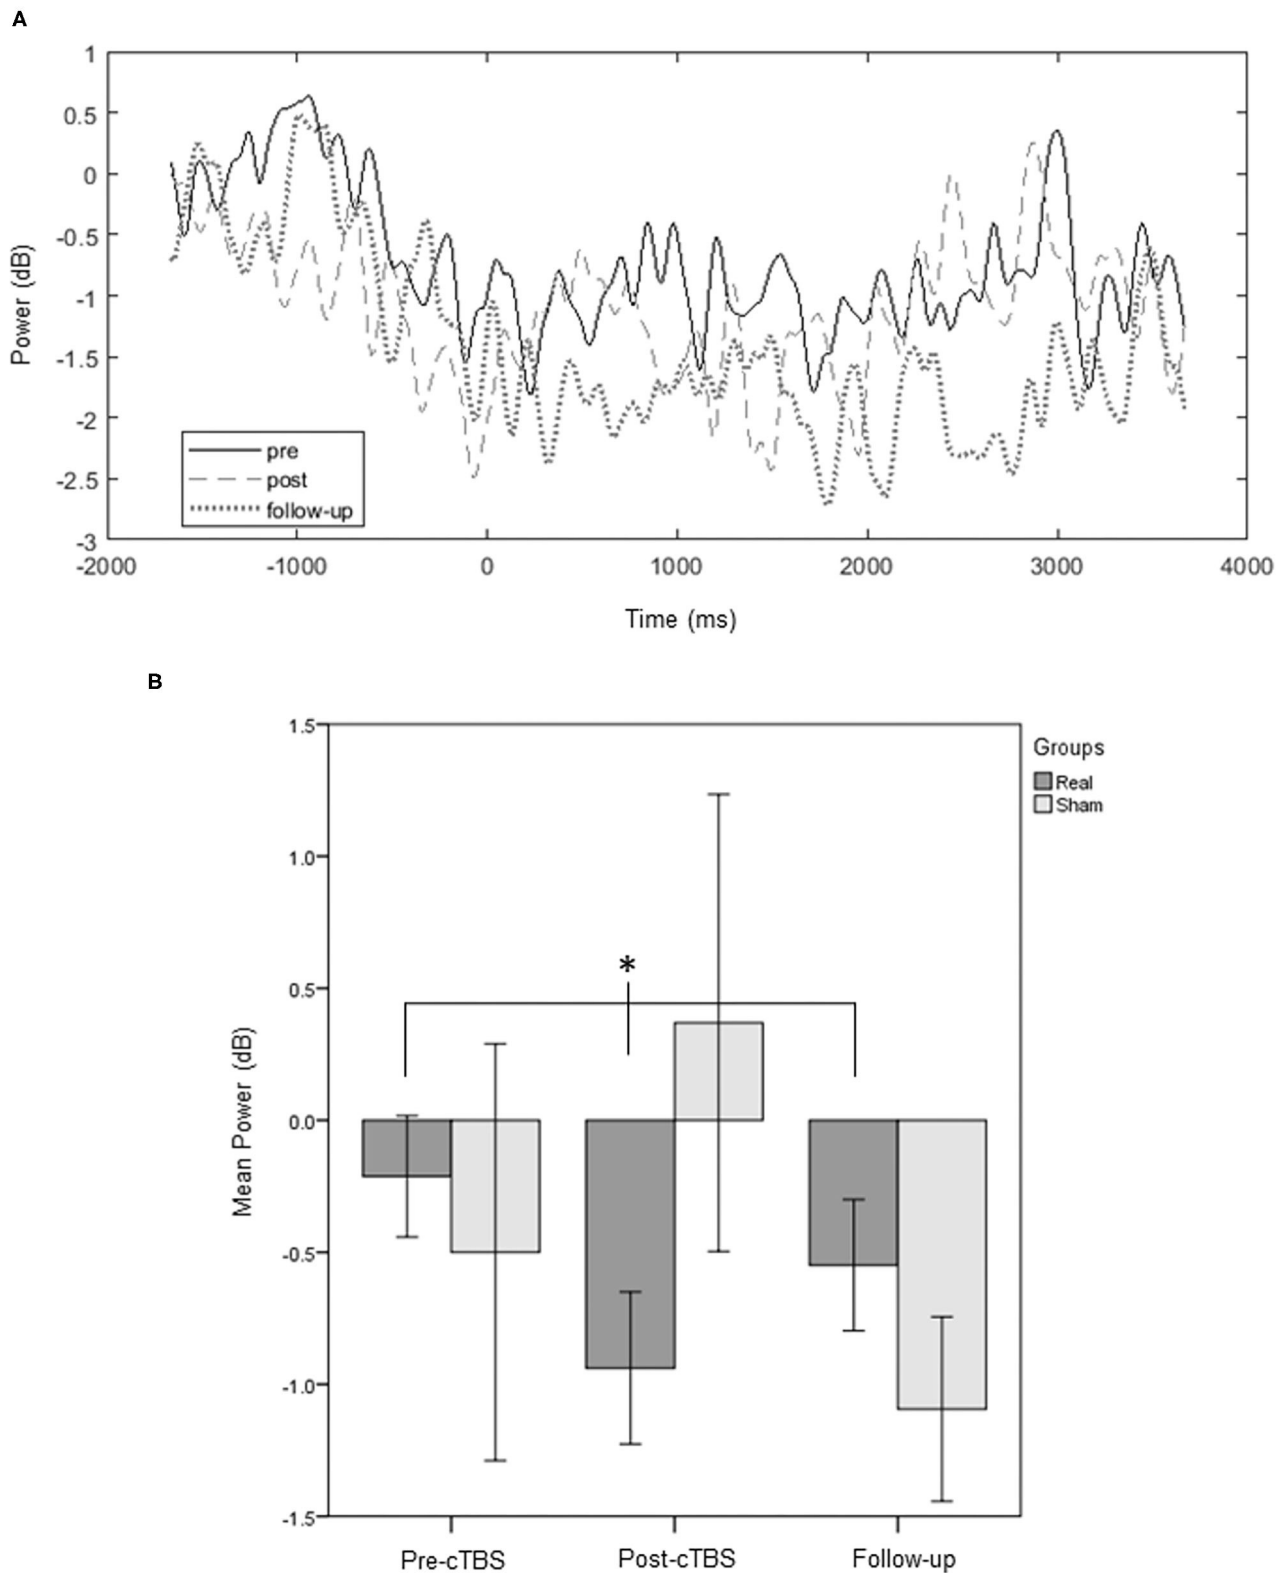 A
1
0.5
0
-0.5
-1
-1.5
-2
-2.5
-3
Power (dB)
pre
post
follow-up
-2000 -1000 0 1000 2000 3000 4000
Time (ms)
B
1.5
1.0
0.5
0.0
-0.5
-1.0
-1.5
Mean Power (dB)
*
Groups
Real
Sham
Pre-cTBS Post-cTBS Follow-up